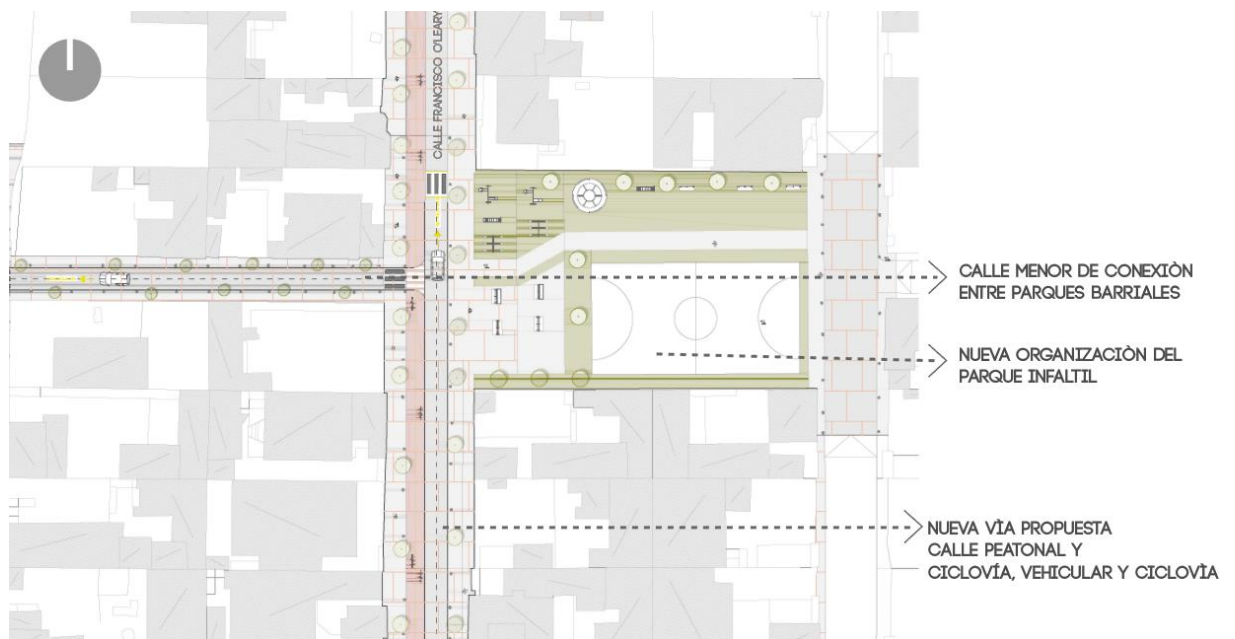 CALLE FRANCISCO O'LEARY
CALLE MENOR DE CONEXIÒN
ENTRE PARQUES BARRIALES
NUEVA ORGANIZACIÒN DEL
PARQUE INFALTIL
NUEVA VÌA PROPUESTA
CALLE PEATONAL Y
CICLOVÍA, VEHICULAR Y CICLOVÌA